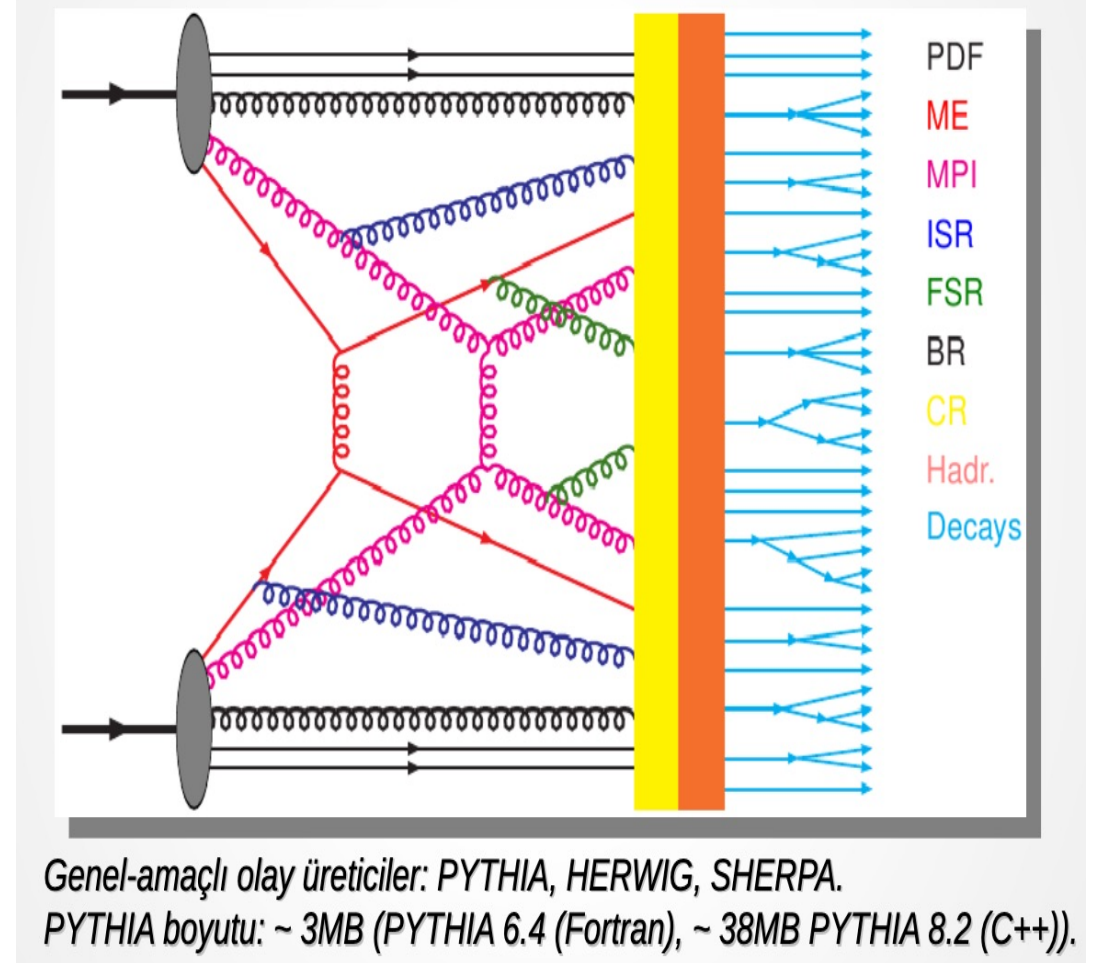 PDF
ME
MPI
ISR
FSR
BR
CR
Hadr.
Decays
Genel-amaçlı olay üreticiler: PYTHIA, HERWIG, SHERPA.
PYTHIA boyutu: ~ 3MB (PYTHIA 6.4 (Fortran), ~ 38MB PYTHIA 8.2 (C++)).